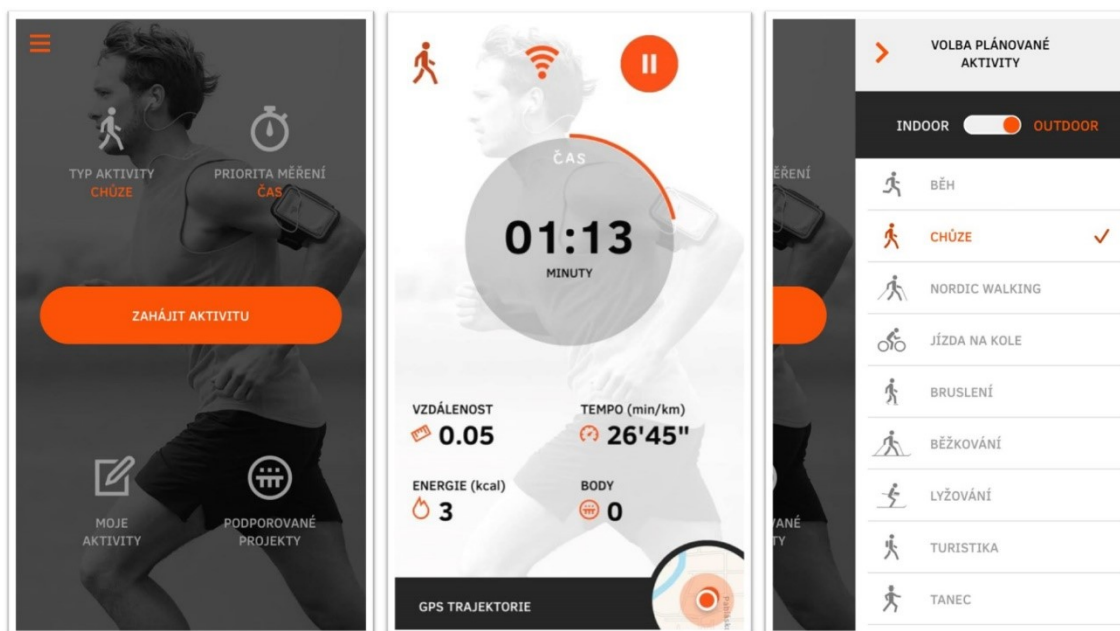 TYP AKTIVITY
CHŮZE
PRIORITA MĚŘENÍ
ČAS
ZAHÁJIT AKTIVITU
MOJE
AKTIVITY
PODPOROVANÉ
PROJEKTY
ČAS
01:13
MINUTY
VZDÁLENOST
0.05
TEMPO (min/km)
26'45"
ENERGIE (kcal)
3
BODY
0
GPS TRAJEKTORIE
VOLBA PLÁNOVANÉ
AKTIVITY
INDOOR OUTDOOR
ĚŘENÍ
BĚH
CHŮZE
NORDIC WALKING
JÍZDA NA KOLE
BRUSLENÍ
BĚŽKOVÁNÍ
LYŽOVÁNÍ
VANÉ
TY
TURISTIKA
TANEC